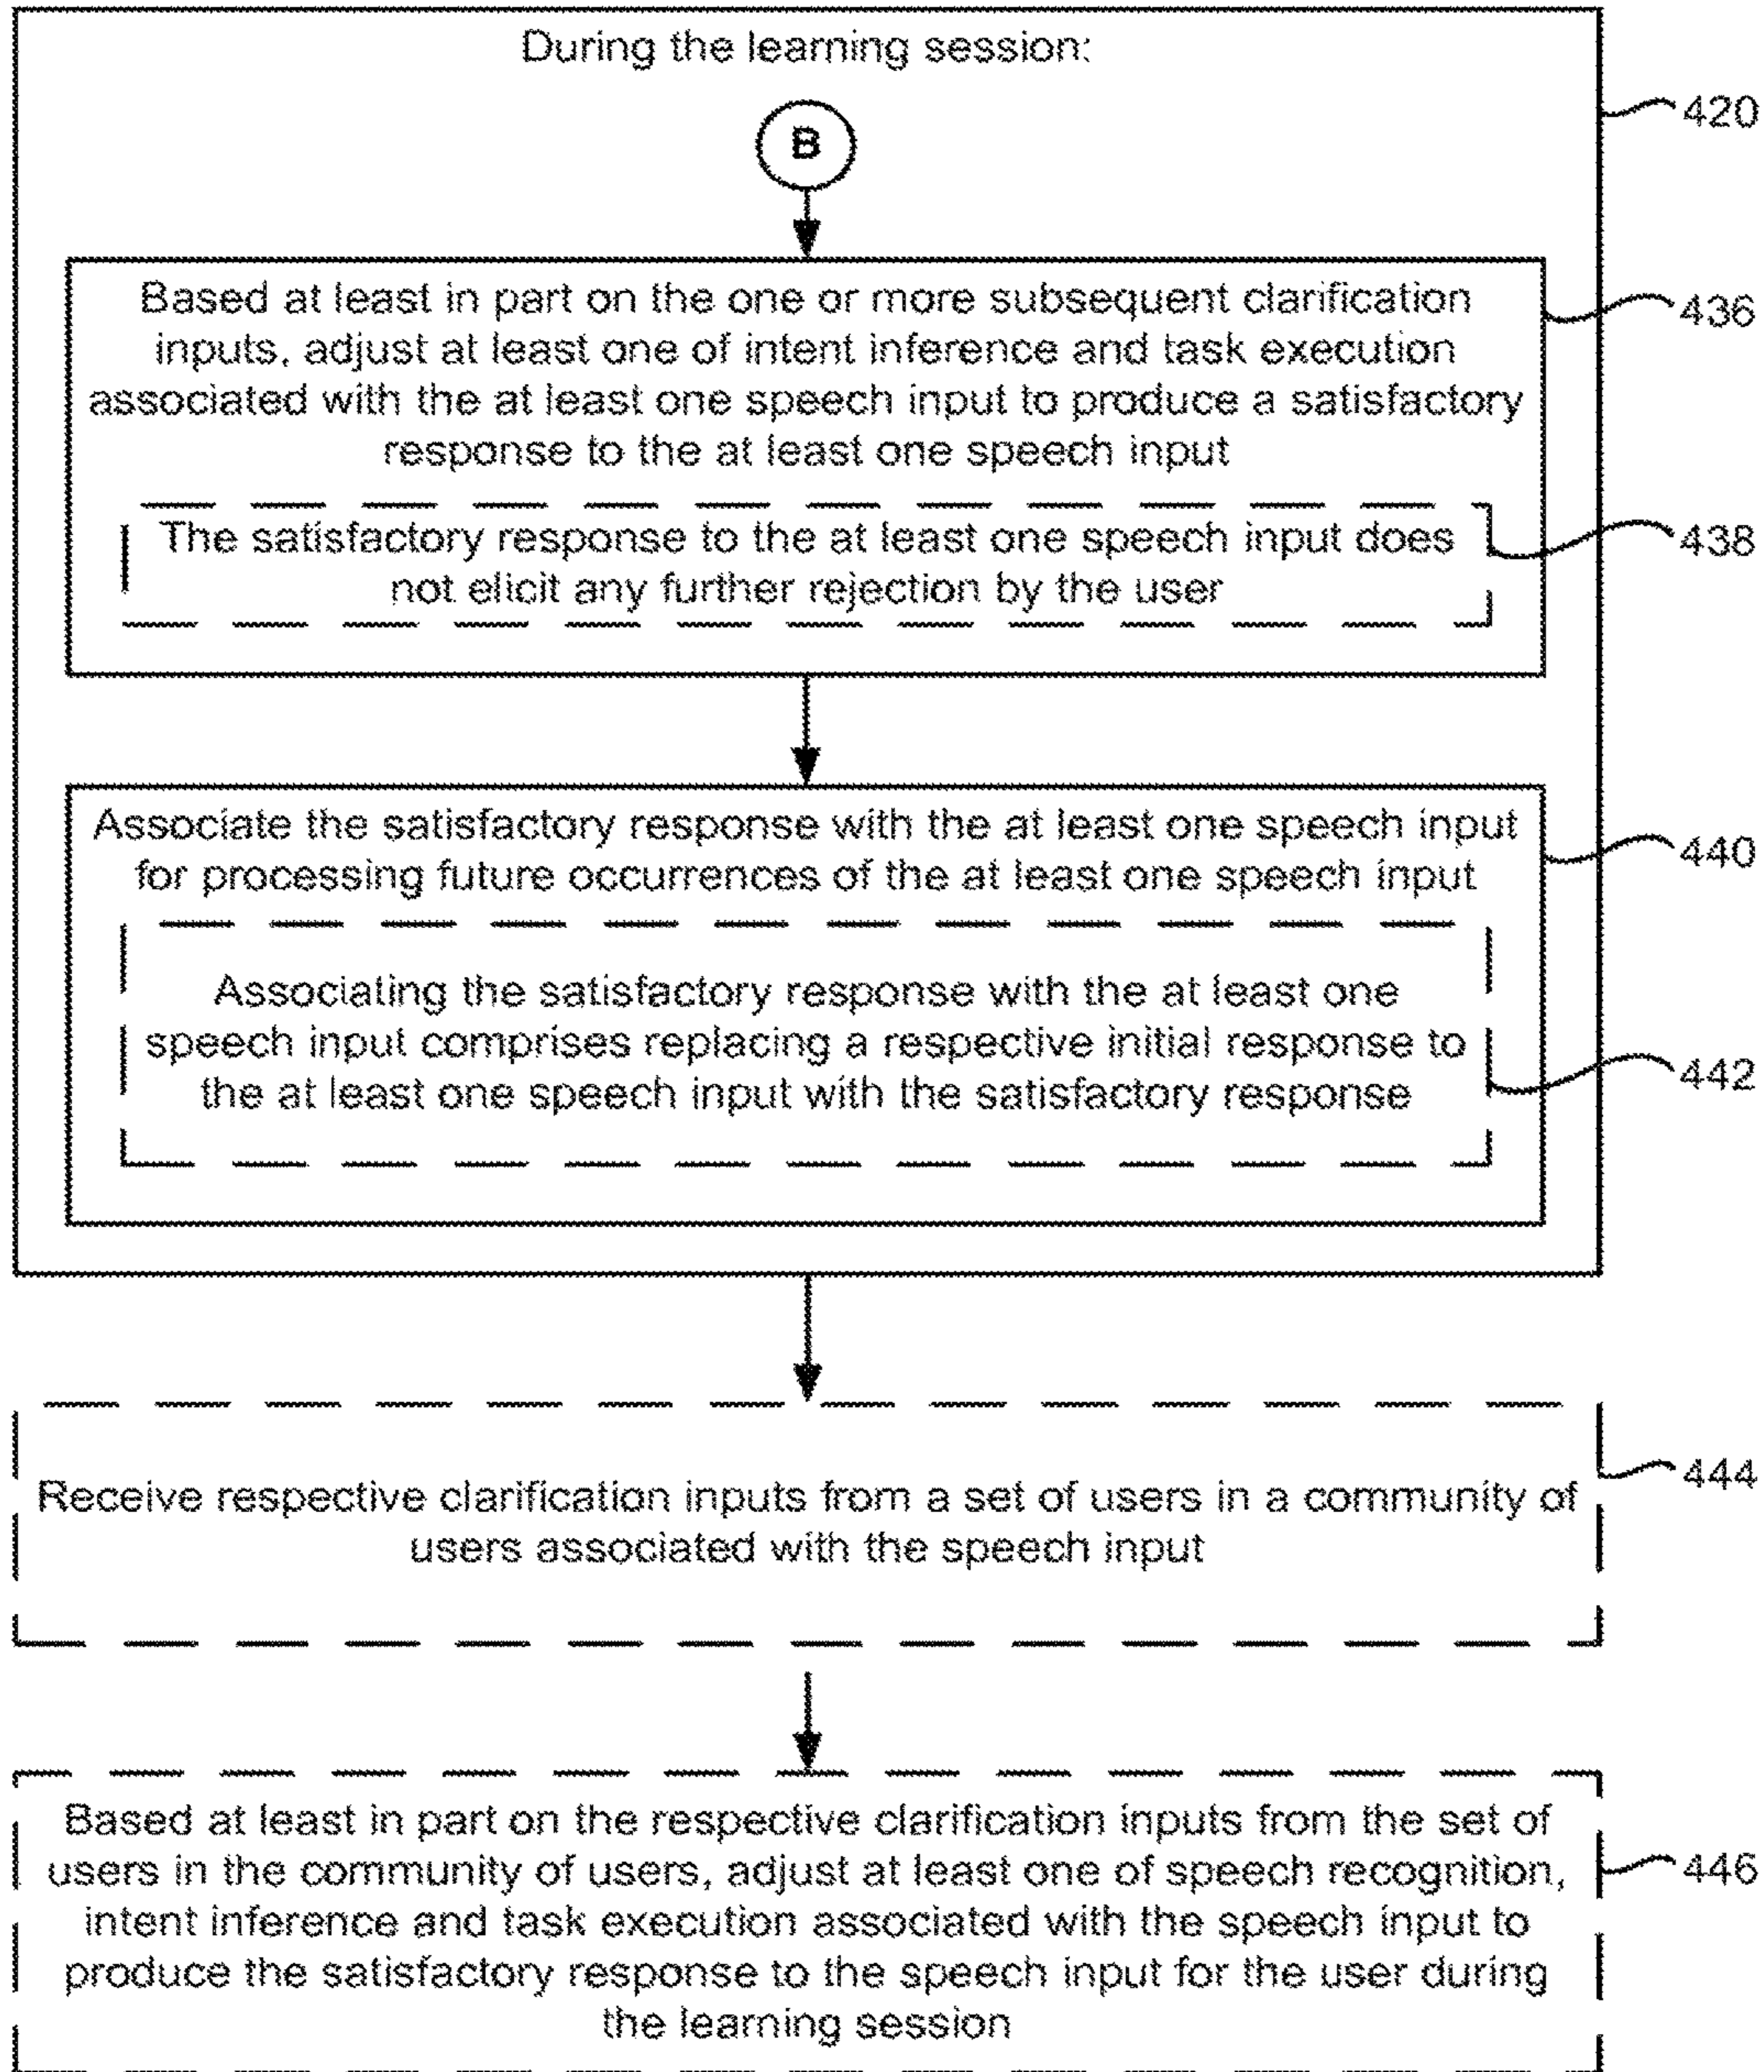 During the learning session:
420
B
Based at least in part on the one or more subsequent clarification
436
inputs, adjust at least one of intent inference and task execution
associated with the at least one speech input to produce a satisfactory
response to the at least one speech input
The satisfactory response to the at least one speech input does
438
not elicit any further rejection by the user
Associate the satisfactory response with the at least one speech input
440
for processing future occurrences of the at least one speech input
Associating the satisfactory response with the at least one
speech input comprises replacing a respective initial response to
442
the at least one speech input with the satisfactory response
444
Receive respective clarification inputs from a set of users in a community of
users associated with the speech input
Based at least in part on the respective clarification inputs from the set of
users in the community of users, adjust at least one of speech recognition,
446
intent inference and task execution associated with the speech input to
produce the satisfactory response to the speech input for the user during
the learning session